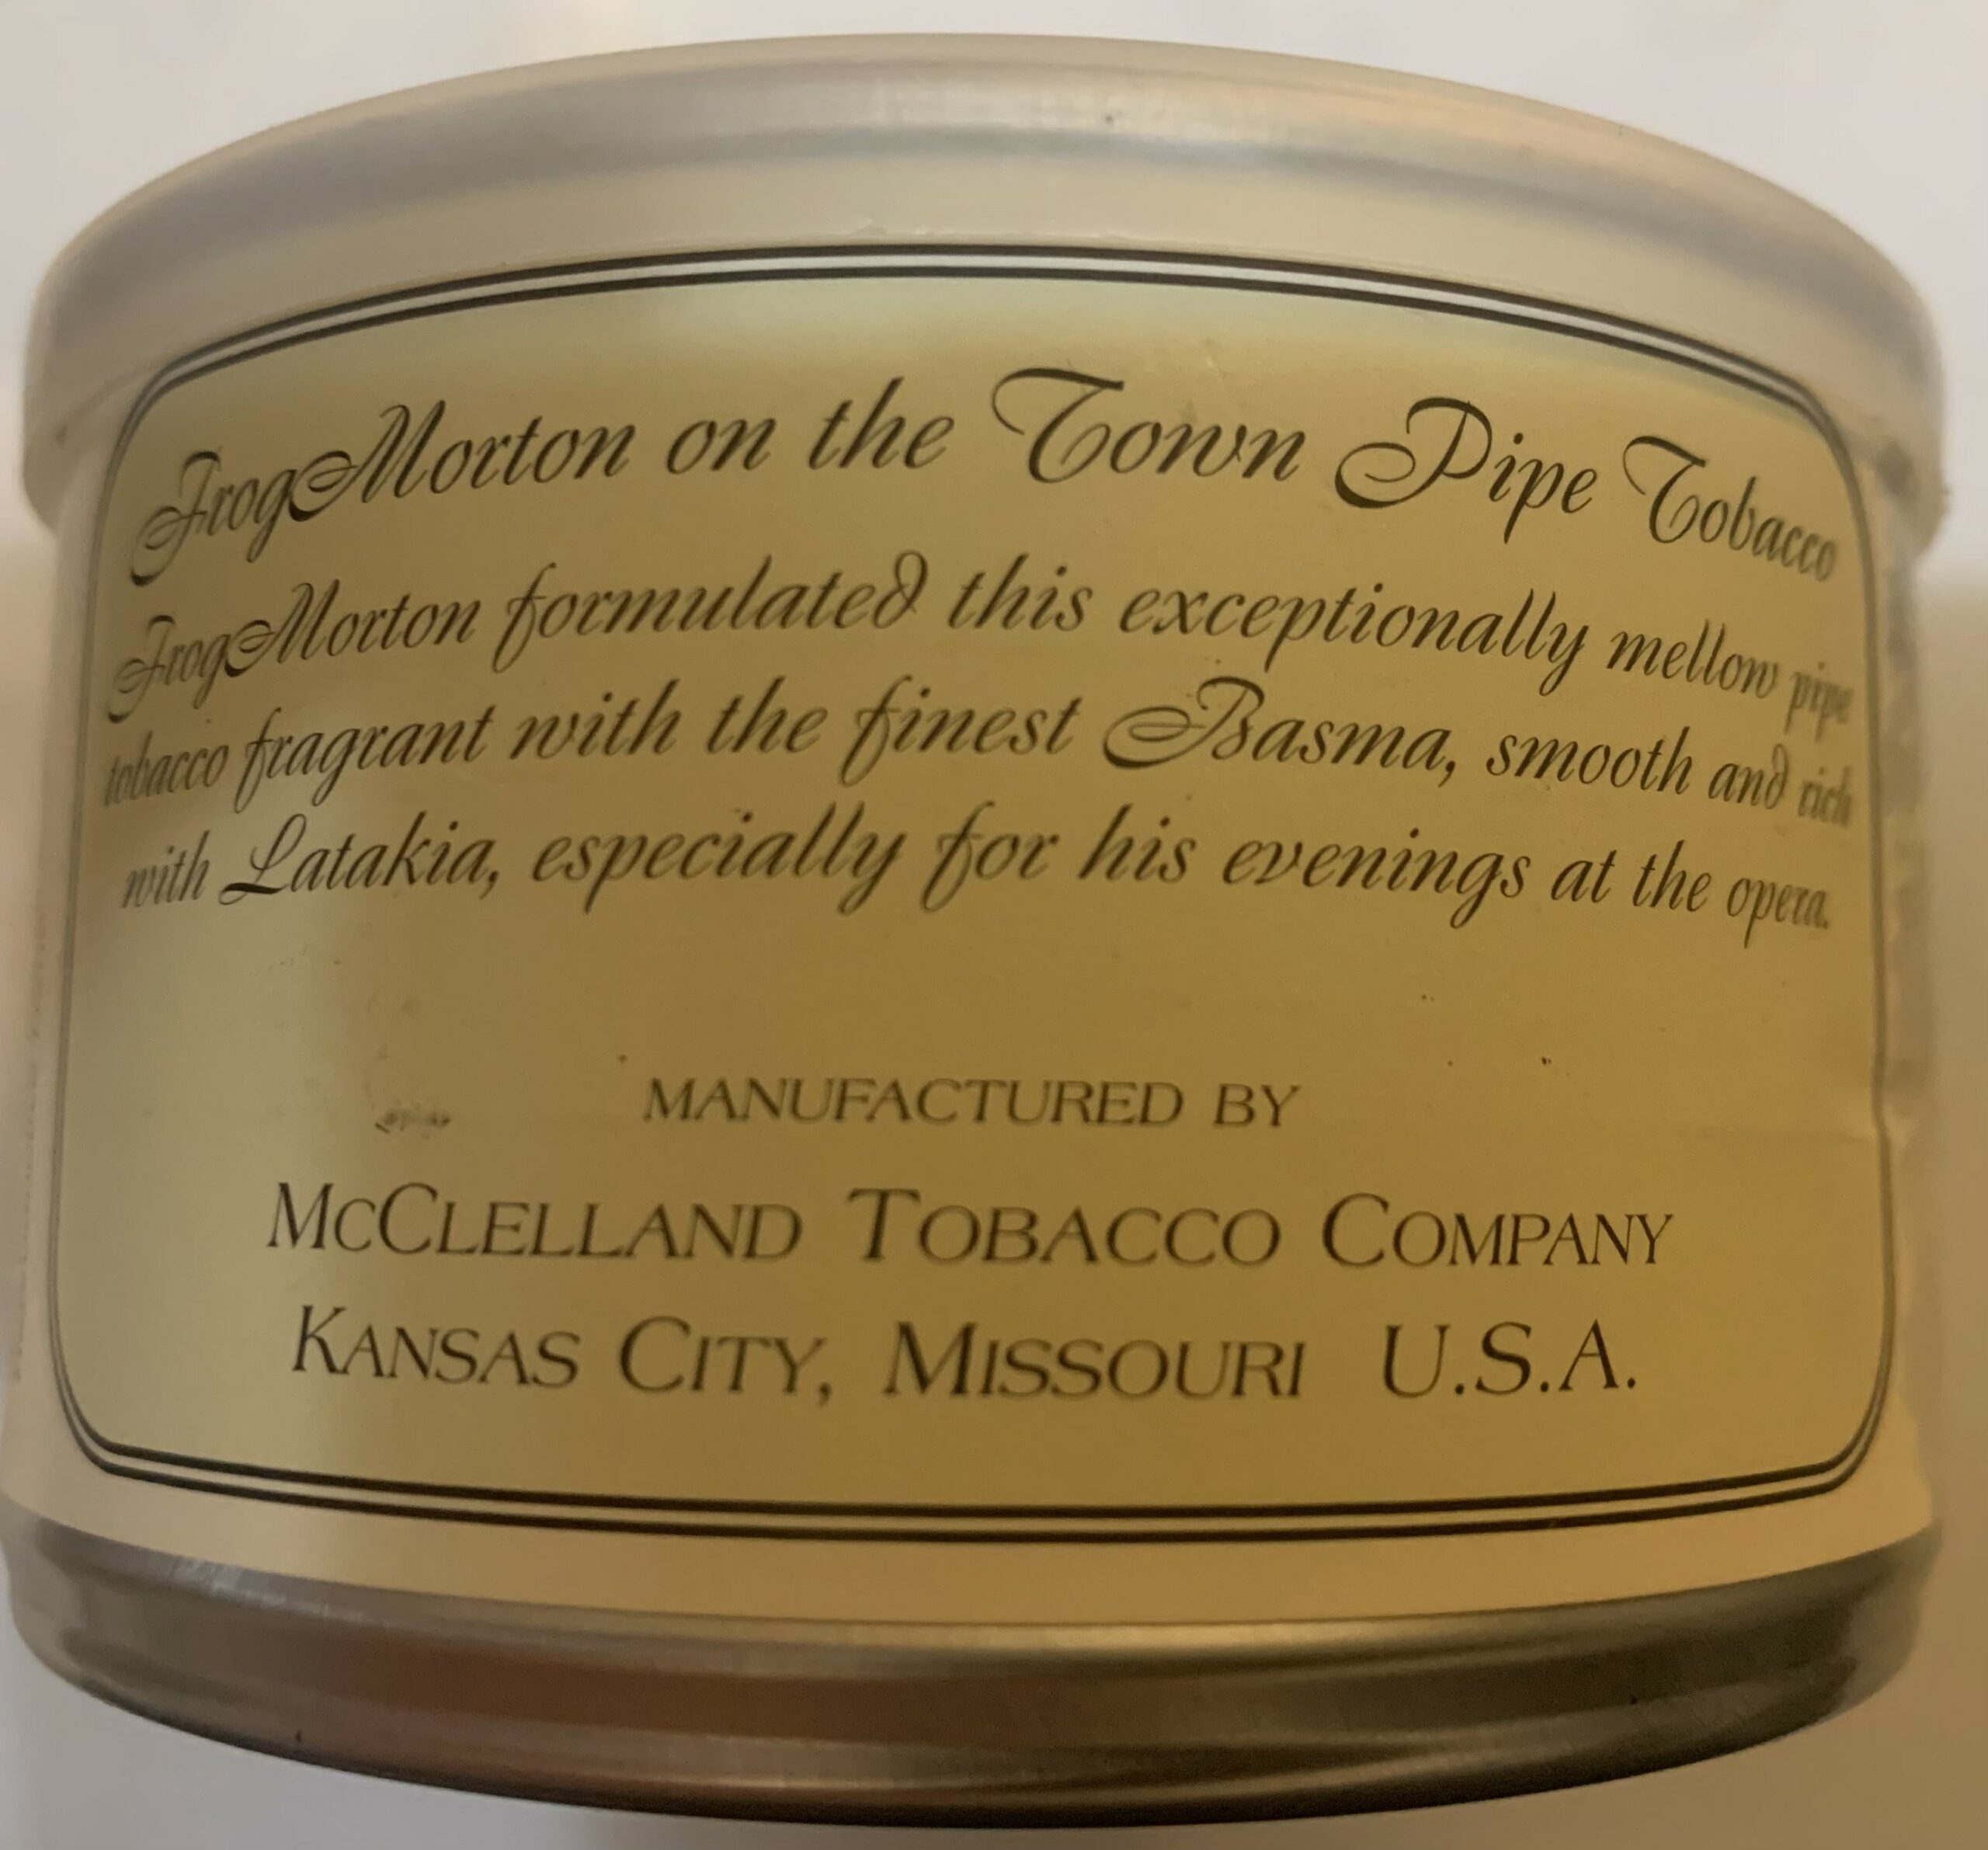 FrogMorton on the Town Pipe Tobacco
FrogMorton formulated this exceptionally mellow pipe
tobacco fragrant with the finest Basma, smooth and rich
with Latakia, especially for his evenings at the opera.
MANUFACTURED BY
MCCLELLAND TOBACCO COMPANY
KANSAS CITY, MISSOURI U.S.A.